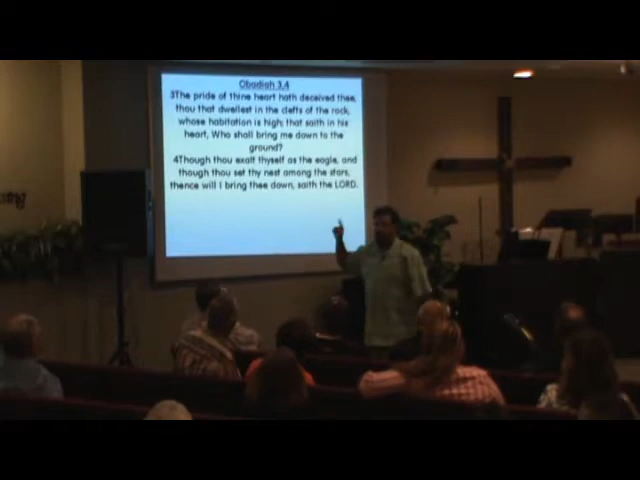 Obadiah 3,4
3The pride of thine heart hath deceived thee,
thou that dwellest in the clefts of the rock,
whose habitation is high; that saith in his
heart, Who shall bring me down to the
ground?
4Though thou exalt thyself as the eagle, and
though thou set thy nest among the stars,
thence will I bring thee down, saith the LORD.